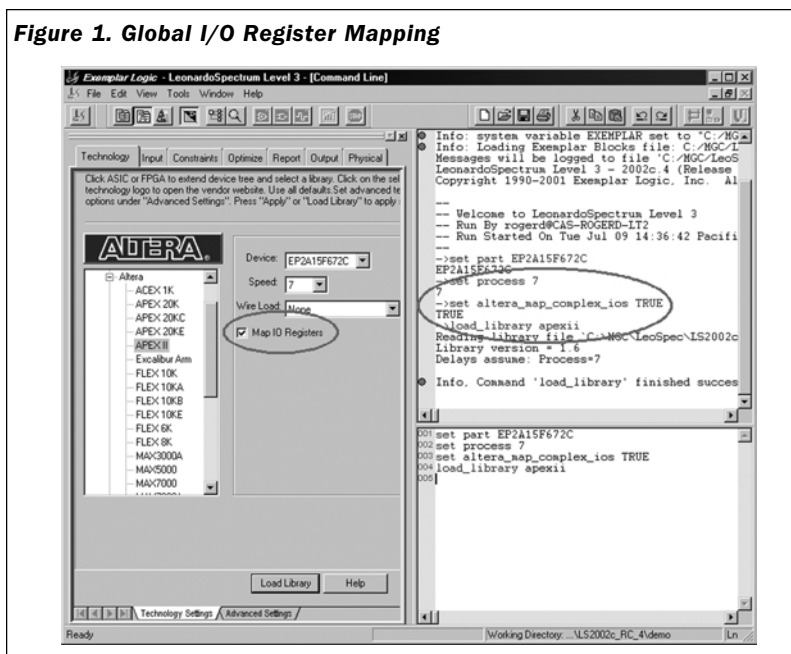 Figure 1. Global I/O Register Mapping
Exemplar Logic - LeonardoSpectrum Level 3 - [Command Line]
File Edit View Tools Window Help
Technology Input Constraints Optimize Report Output Physical
Click ASIC or FPGA to extend device tree and select a library. Click on the sel
technology logo to open the vendor website. Use all defaults.Set advanced te
options under "Advanced Settings". Press "Apply" or "Load Library" to apply
ALTERA
Altera
ACEX 1K
APEX 20K
APEX 20KC
APEX 20KE
APEX II
Excalibur Arm
FLEX 10K
FLEX 10KA
FLEX 10KB
FLEX 10KE
FLEX 6K
FLEX 8K
MAX3000A
MAX5000
MAX7000
Device: EP2A15F672C
Speed: 7
Wire Load: None
Map IO Registers
Load Library Help
Technology Settings Advanced Settings
Ready
Info: system variable EXEMPLAR set to "C:/MG
Info: Loading Exemplar Blocks file: C:/MGC/L
Messages will be logged to file 'C:/MGC/LeoS
LeonardoSpectrum Level 3 - 2002c.4 (Release
Copyright 1990-2001 Exemplar Logic, Inc. Al
--
-- Welcome to LeonardoSpectrum Level 3
-- Run By rogerd@CAS-ROGERD-LT2
-- Run Started On Tue Jul 09 14:36:42 Pacifi
--
->set part EP2A15F672C
EP2A15F672C
->set process 7
7
->set altera_map_complex_ios TRUE
TRUE
->load_library apexii
Reading library file `C:\MGC\LeoSpec\LS2002c
Library version = 1.6
Delays assume: Process=7
Info, Command 'load_library' finished succes
001 set part EP2A15F672C
002 set process 7
003 set altera_map_complex_ios TRUE
004 load_library apexii
005
Working Directory: ...\LS2002c_RC_4\demo Ln